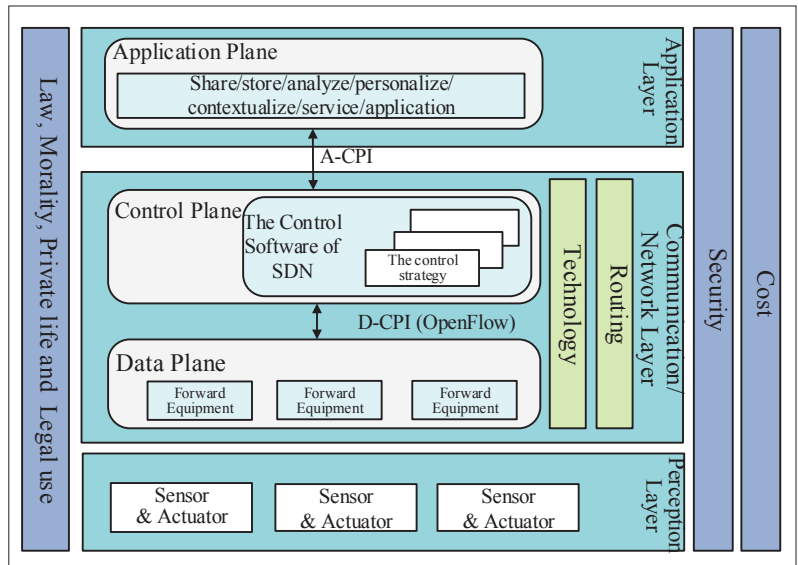 Law, Morality, Private life and Legal use
Application Plane
Share/store/analyze/personalize/
contextualize/service/application
Application
Layer
A-CPI
Control Plane
The Control
Software of
SDN
The control
strategy
D-CPI (OpenFlow)
Data Plane
Forward
Equipment
Forward
Equipment
Forward
Equipment
Technology
Routing
Communication/
Network Layer
Sensor
& Actuator
Sensor
& Actuator
Sensor
& Actuator
Perception
Layer
Security
Cost